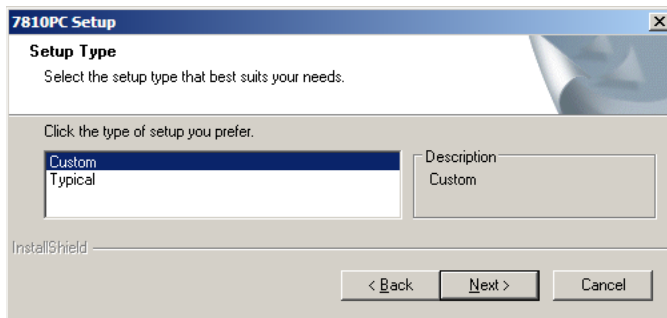 7810PC Setup
Setup Type
Select the setup type that best suits your needs.
Click the type of setup you prefer.
Custom
Typical
Description
Custom
InstallShield
< Back
Next >
Cancel